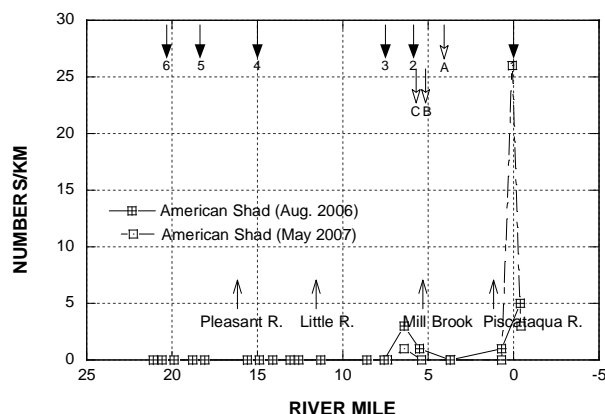 30
25
20
15
10
5
0
NUMBERS/KM
6
5
4
3
2
A
C
B
American Shad (Aug. 2006)
American Shad (May 2007)
Pleasant R.
Little R.
Mill Brook
Piscataqua R.
25
20
15
10
5
0
-5
RIVER MILE